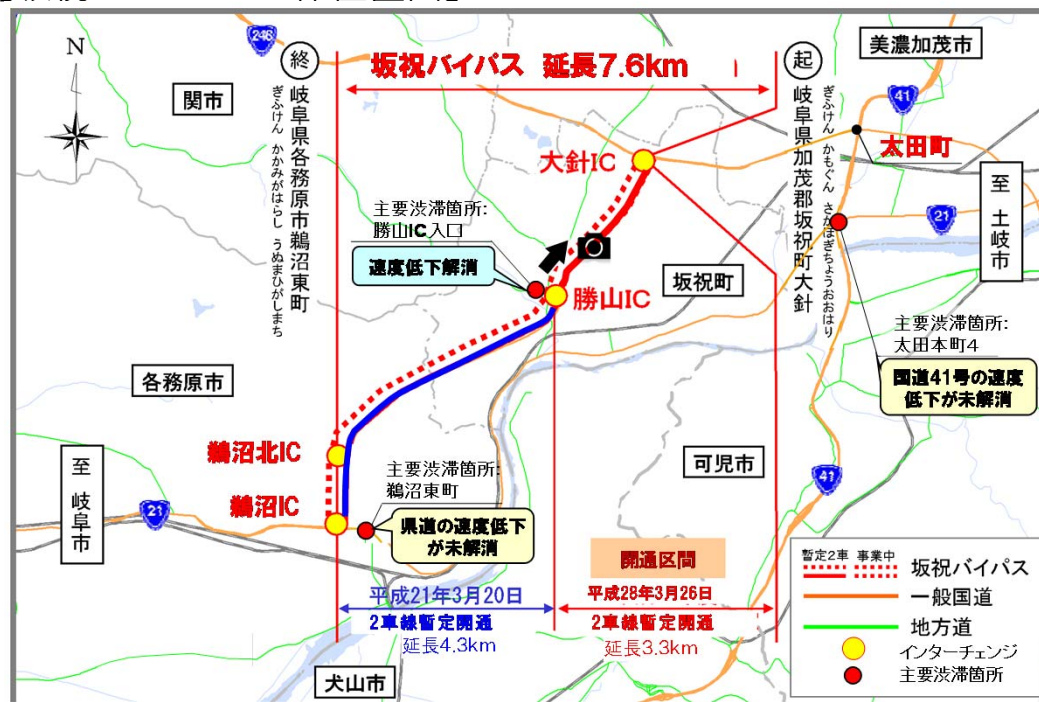 N
248
終
坂祝バイパス 延長7.6km
起
美濃加茂市
関市
岐阜県各務原市鵜沼東町
ぎふけん かかみがはらし うぬまひがしまち
岐阜県加茂郡坂祝町大針
ぎふけん かもぐん さかほぎちょうおおはり
41
太田町
大針IC
至 土岐市
21
主要渋滞箇所:
勝山IC入口
速度低下解消
坂祝町
勝山IC
主要渋滞箇所:
太田本町4
国道41号の速度
低下が未解消
各務原市
鵜沼北IC
主要渋滞箇所:
鵜沼東町
可児市
41
至 岐阜市
21
鵜沼IC
県道の速度低下
が未解消
開通区間
平成21年3月20日
2車線暫定開通
延長4.3km
平成28年3月26日
2車線暫定開通
延長3.3km
犬山市
暫定2車 事業中
坂祝バイパス
一般国道
地方道
インターチェンジ
主要渋滞箇所